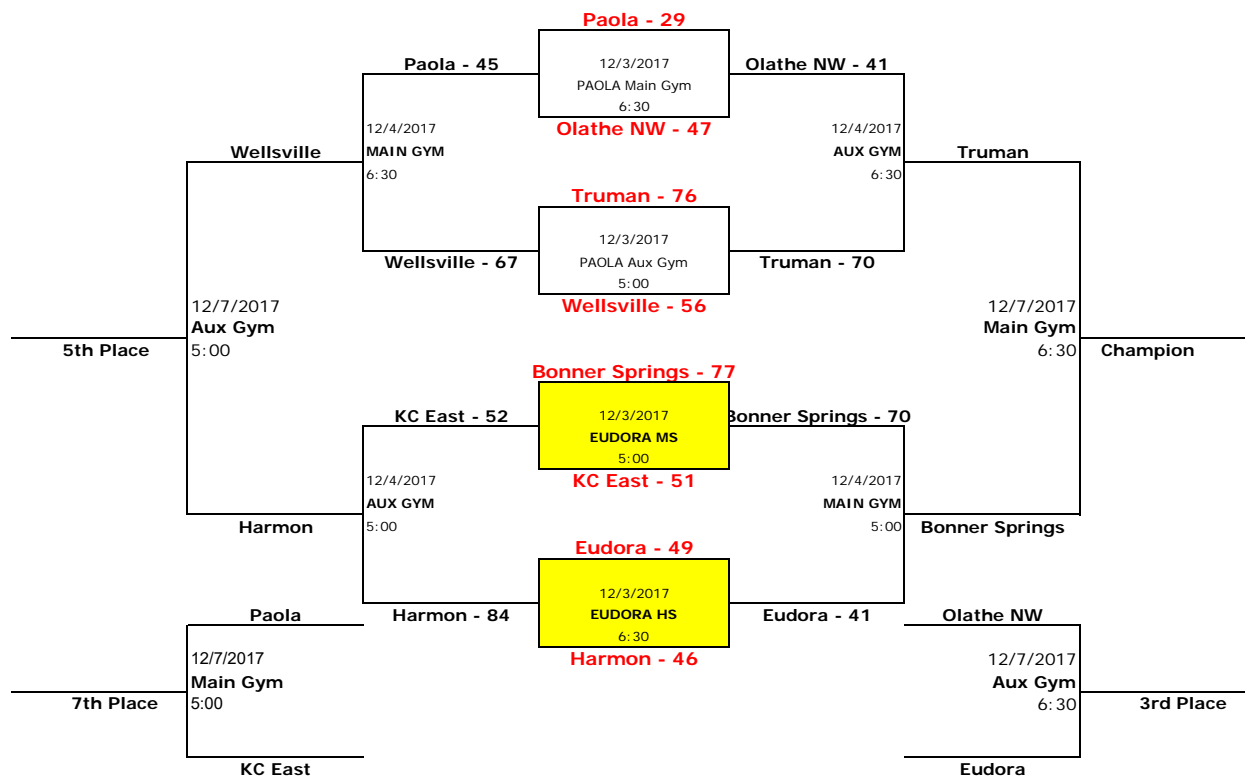 Paola - 29
Paola - 45
12/3/2017
PAOLA Main Gym
6:30
Olathe NW - 41
Olathe NW - 47
12/4/2017
MAIN GYM
6:30
12/4/2017
AUX GYM
6:30
Wellsville
Truman
Truman - 76
12/3/2017
PAOLA Aux Gym
5:00
Wellsville - 67
Truman - 70
Wellsville - 56
12/7/2017
Aux Gym
5:00
12/7/2017
Main Gym
6:30
5th Place
Champion
Bonner Springs - 77
KC East - 52
12/3/2017
EUDORA MS
5:00
Bonner Springs - 70
KC East - 51
12/4/2017
AUX GYM
5:00
12/4/2017
MAIN GYM
5:00
Harmon
Bonner Springs
Eudora - 49
12/3/2017
EUDORA HS
6:30
Paola
Harmon - 84
Eudora - 41
Olathe NW
Harmon - 46
12/7/2017
Main Gym
5:00
12/7/2017
Aux Gym
6:30
7th Place
3rd Place
KC East
Eudora